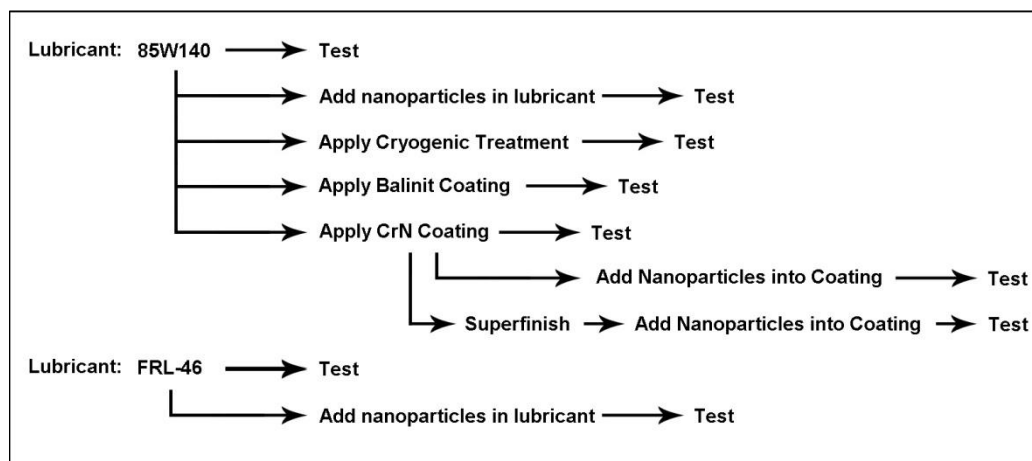 Lubricant: 85W140 Test
Add nanoparticles in lubricant Test
Apply Cryogenic Treatment Test
Apply Balinit Coating Test
Apply CrN Coating Test
Add Nanoparticles into Coating Test
Superfinish Add Nanoparticles into Coating Test
Lubricant: FRL-46 Test
Add nanoparticles in lubricant Test